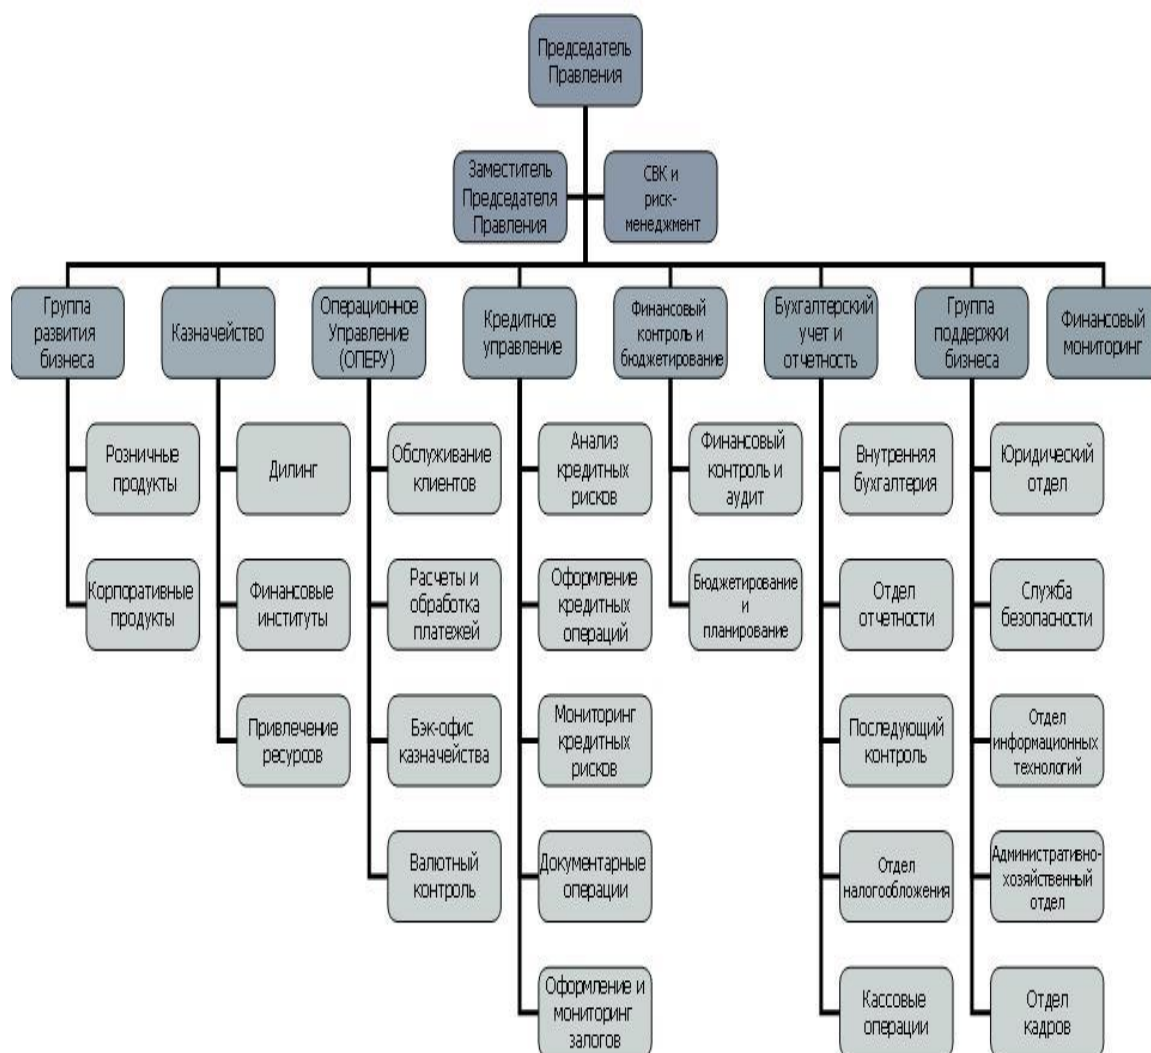 Председатель
Правления
Заместитель
Председателя
Правления
СВК и
риск-
менеджмент
Группа
развития
бизнеса
Казначейство
Операционное
Управление
(ОПЕРУ)
Кредитное
управление
Финансовый
контроль и
бюджетирование
Бухгалтерский
учет и
отчетность
Группа
поддержки
бизнеса
Финансовый
мониторинг
Розничные
продукты
Дилинг
Обслуживание
клиентов
Анализ
кредитных
рисков
Финансовый
контроль и
аудит
Внутренняя
бухгалтерия
Юридический
отдел
Корпоративные
продукты
Финансовые
институты
Расчеты и
обработка
платежей
Оформление
кредитных
операций
Бюджетирование
и
планирование
Отдел
отчетности
Служба
безопасности
Привлечение
ресурсов
Бэк-офис
казначейства
Мониторинг
кредитных
рисков
Последующий
контроль
Отдел
информационных
технологий
Валютный
контроль
Документарные
операции
Отдел
налогообложения
Административно-
хозяйственный
отдел
Оформление и
мониторинг
залогов
Кассовые
операции
Отдел
кадров